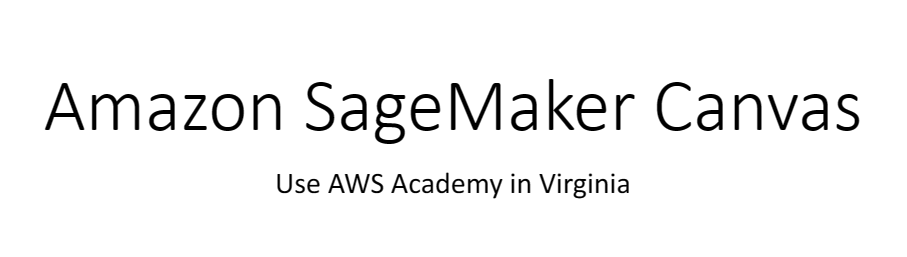 Amazon SageMaker Canvas
Use AWS Academy in Virginia